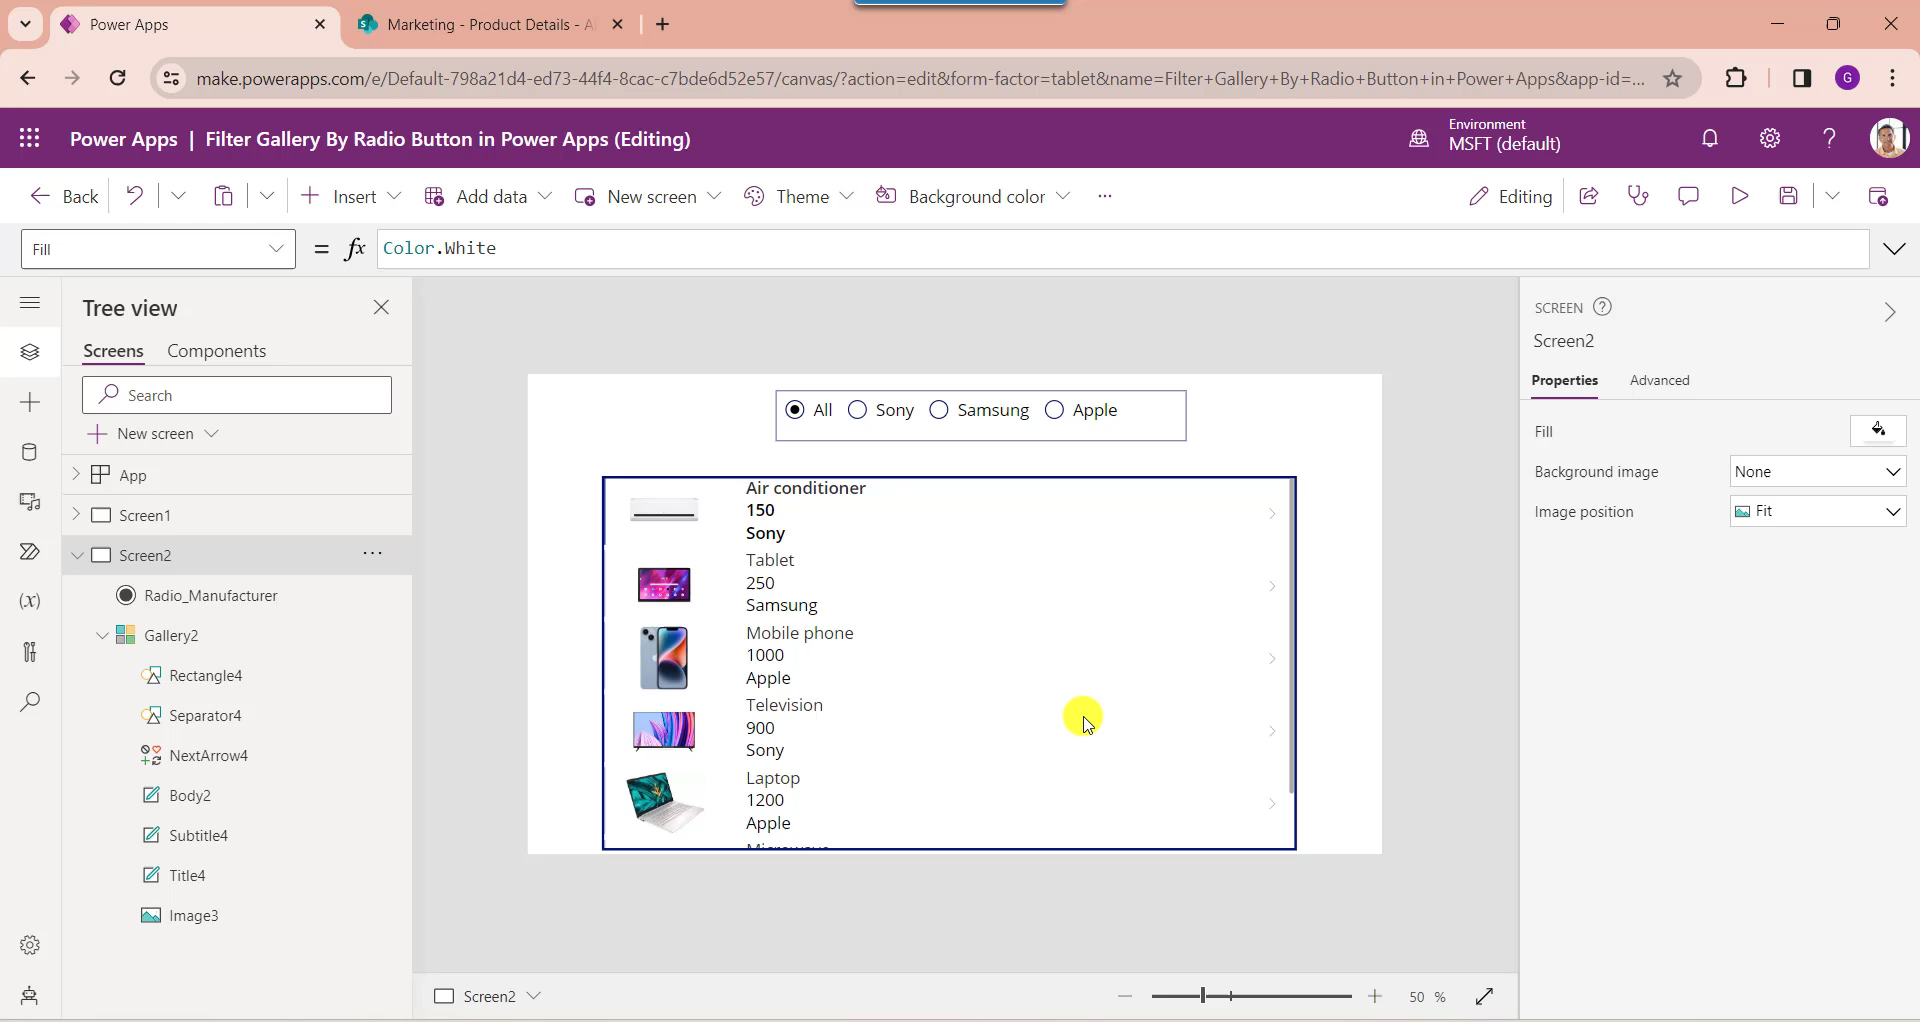 Power Apps
Marketing - Product Details - A
make.powerapps.com/e/Default-798a21d4-ed73-44f4-8cac-c7bde6d52e57/canvas/?action=edit&form-factor=tablet&name=Filter+Gallery+By+Radio+Button+in+Power+Apps&app-id=...
G
Power Apps | Filter Gallery By Radio Button in Power Apps (Editing)
Environment
MSFT (default)
?
Back
Insert
Add data
New screen
Theme
Background color
...
Editing
Fill
= fx
Color.White
Tree view
Screens
Components
Search
New screen
App
Screen1
Screen2
...
Radio_Manufacturer
Gallery2
Rectangle4
Separator4
NextArrow4
Body2
Subtitle4
Title4
Image3
(x)
All
Sony
Samsung
Apple
Air conditioner
150
Sony
Tablet
250
Samsung
Mobile phone
1000
Apple
Television
900
Sony
Laptop
1200
Apple
Microwave
SCREEN ?
Screen2
Properties
Advanced
Fill
Background image
None
Image position
Fit
Screen2
50 %